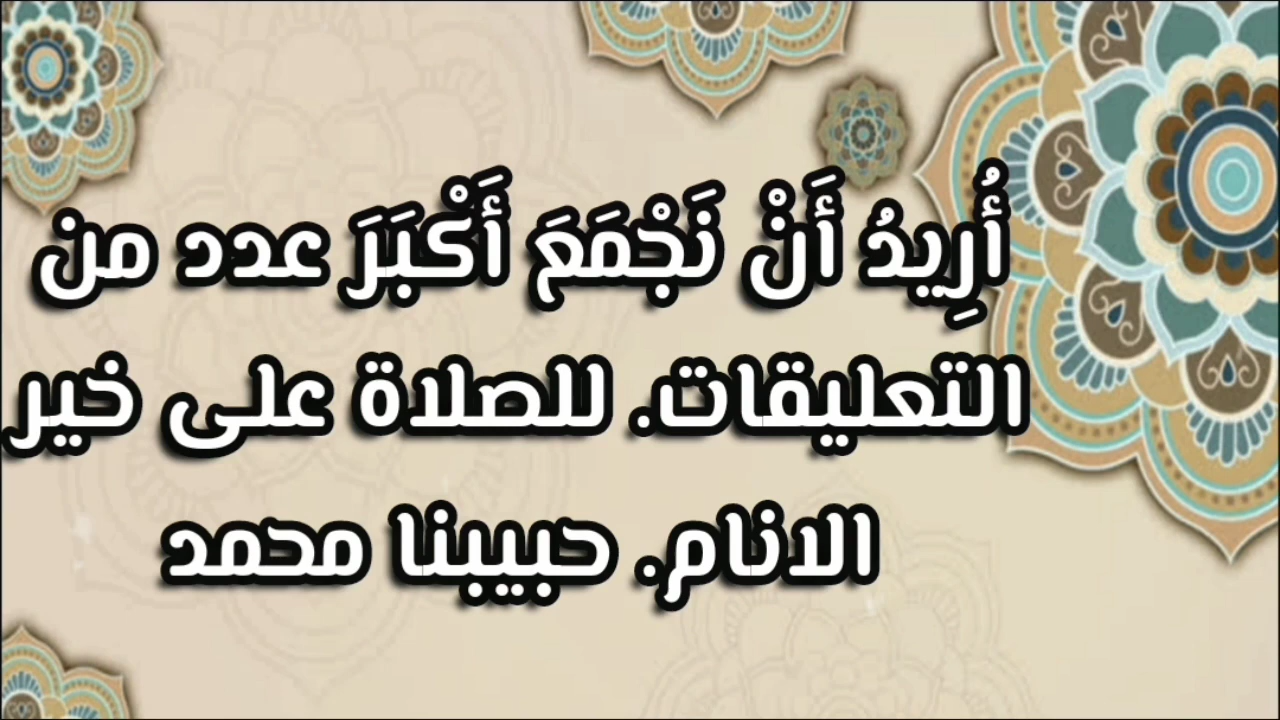 أُرِيدُ أَنْ نَجْمَعَ أَكْبَرَ عدد من
التعليقات. للصلاة على خير
الانام. حبيبنا محمد